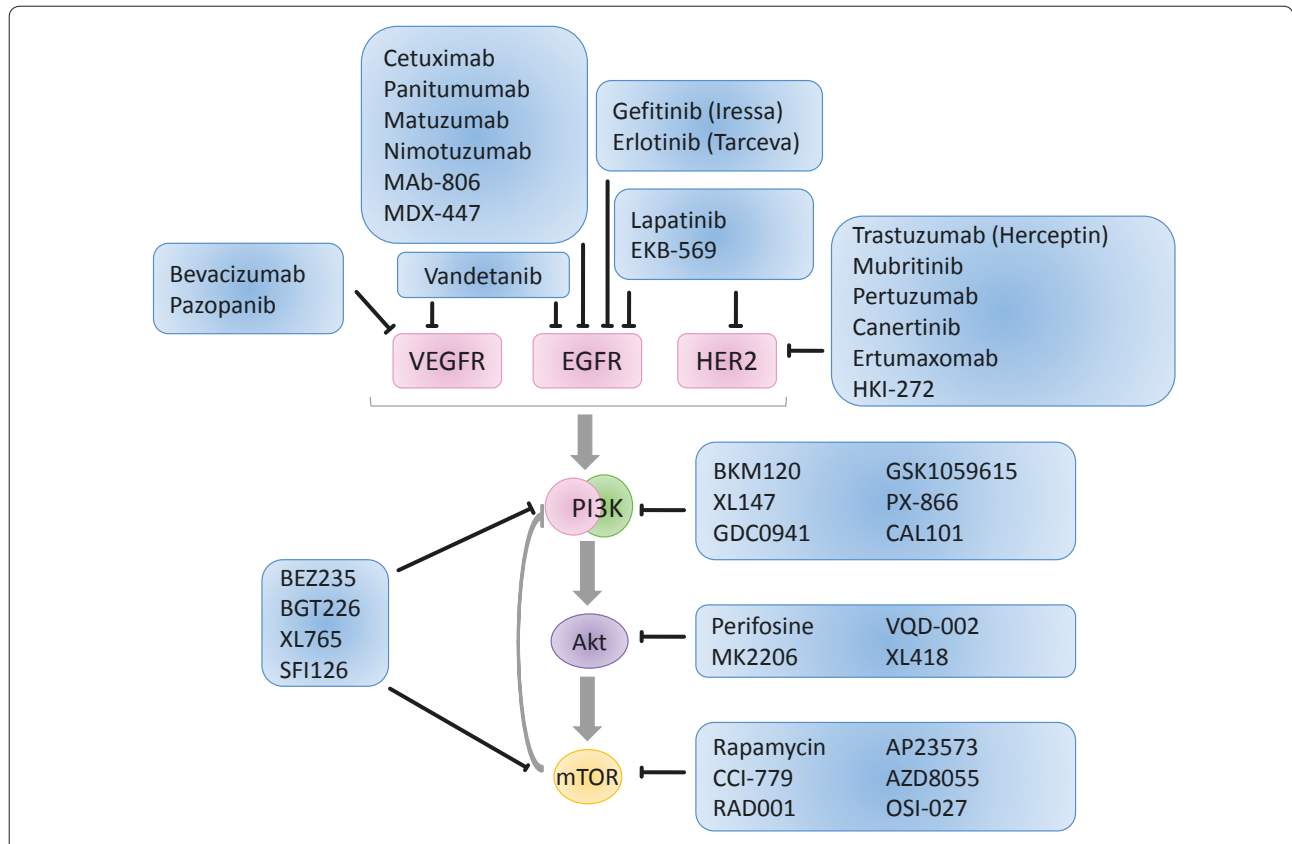 Cetuximab
Panitumumab
Matuzumab
Nimotuzumab
MAb-806
MDX-447
Gefitinib (Iressa)
Erlotinib (Tarceva)
Lapatinib
EKB-569
Trastuzumab (Herceptin)
Mubritinib
Pertuzumab
Canertinib
Ertumaxomab
HKI-272
Bevacizumab
Pazopanib
Vandetanib
VEGFR
EGFR
HER2
PI3K
BKM120
XL147
GDC0941
GSK1059615
PX-866
CAL101
BEZ235
BGT226
XL765
SFI126
Akt
Perifosine
MK2206
VQD-002
XL418
mTOR
Rapamycin
CCI-779
RAD001
AP23573
AZD8055
OSI-027